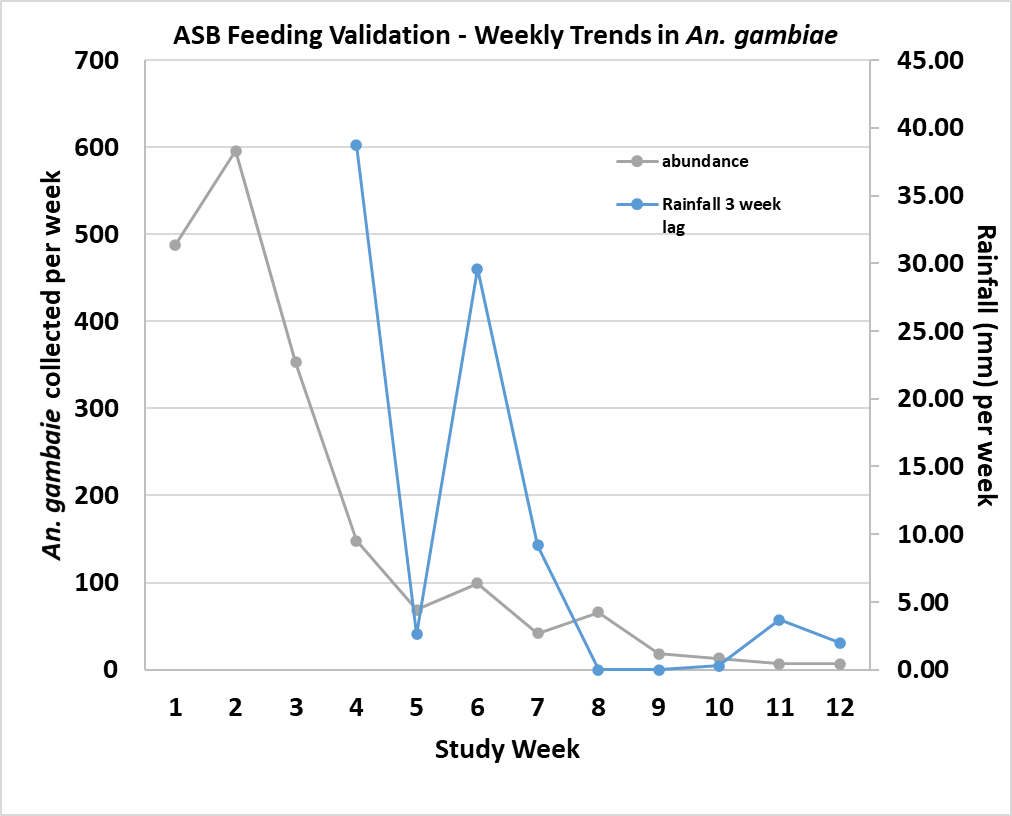 ASB Feeding Validation - Weekly Trends in An. gambiae
700
600
500
400
300
200
100
0
An. gambaie collected per week
45.00
40.00
35.00
30.00
25.00
20.00
15.00
10.00
5.00
0.00
Rainfall (mm) per week
abundance
Rainfall 3 week
lag
1 2 3 4 5 6 7 8 9 10 11 12
Study Week